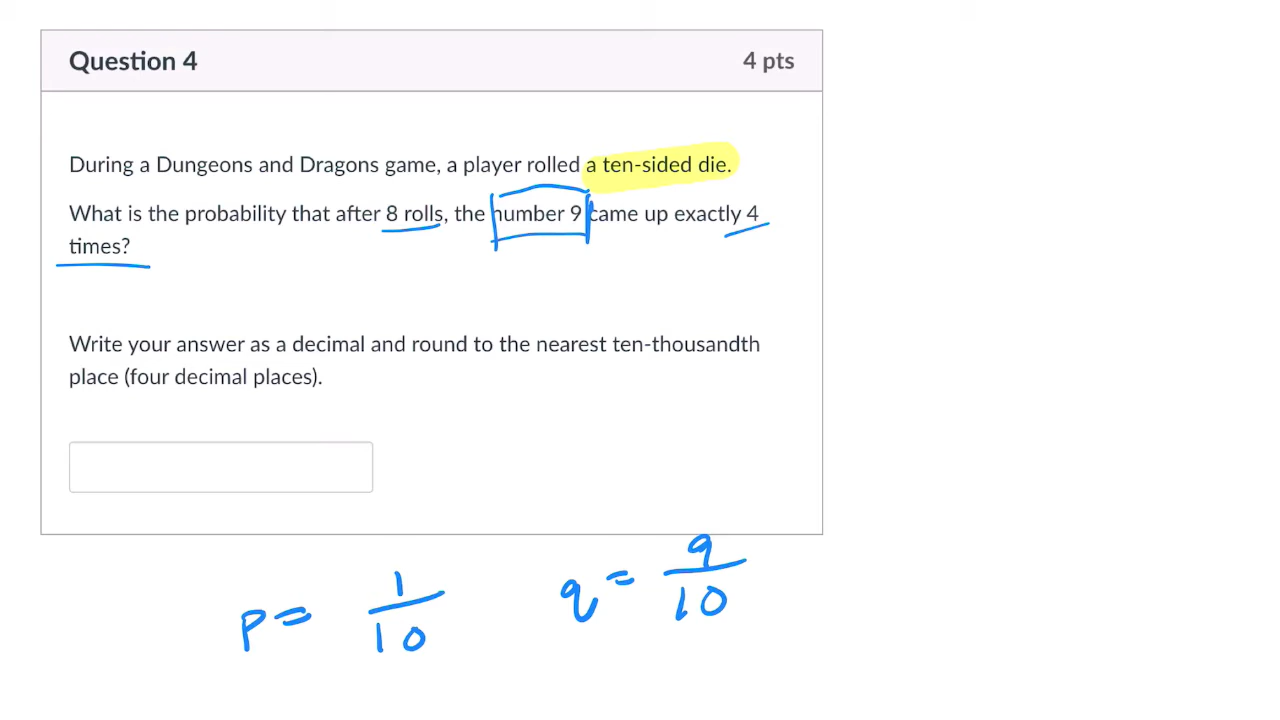 Question 4 4 pts
During a Dungeons and Dragons game, a player rolled a ten-sided die.
What is the probability that after 8 rolls, the number 9 came up exactly 4
times?
Write your answer as a decimal and round to the nearest ten-thousandth
place (four decimal places).
p = 1/10 q = 9/10